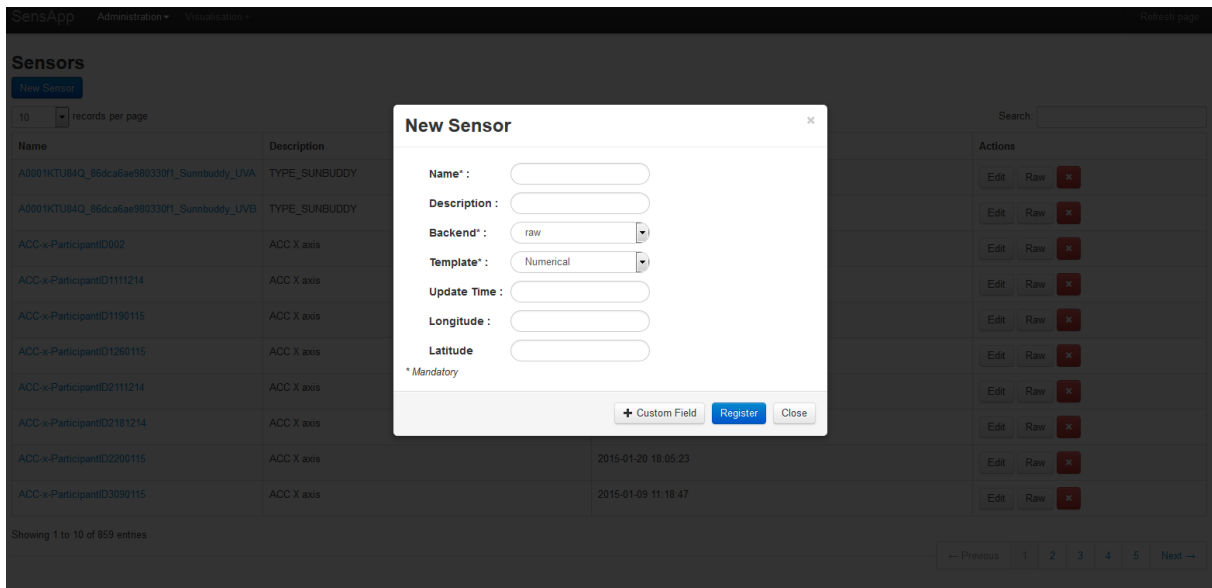 SensApp Administration Visualisation Refresh page
Sensors
New Sensor
10 records per page Search:
Name Description Actions
A0001KTU84Q_86dca6ae980330f1_Sunnbuddy_UVA TYPE_SUNBUDDY Edit Raw ×
A0001KTU84Q_86dca6ae980330f1_Sunnbuddy_UVB TYPE_SUNBUDDY Edit Raw ×
ACC-x-ParticipantID002 ACC X axis Edit Raw ×
ACC-x-ParticipantID1111214 ACC X axis Edit Raw ×
ACC-x-ParticipantID1190115 ACC X axis Edit Raw ×
ACC-x-ParticipantID1260115 ACC X axis Edit Raw ×
ACC-x-ParticipantID2111214 ACC X axis Edit Raw ×
ACC-x-ParticipantID2181214 ACC X axis Edit Raw ×
ACC-x-ParticipantID2200115 ACC X axis 2015-01-20 18:05:23 Edit Raw ×
ACC-x-ParticipantID3090115 ACC X axis 2015-01-09 11:18:47 Edit Raw ×
Showing 1 to 10 of 859 entries
← Previous 1 2 3 4 5 Next →
New Sensor ×
Name* :
Description :
Backend* : raw
Template* : Numerical
Update Time :
Longitude :
Latitude
* Mandatory
+ Custom Field Register Close